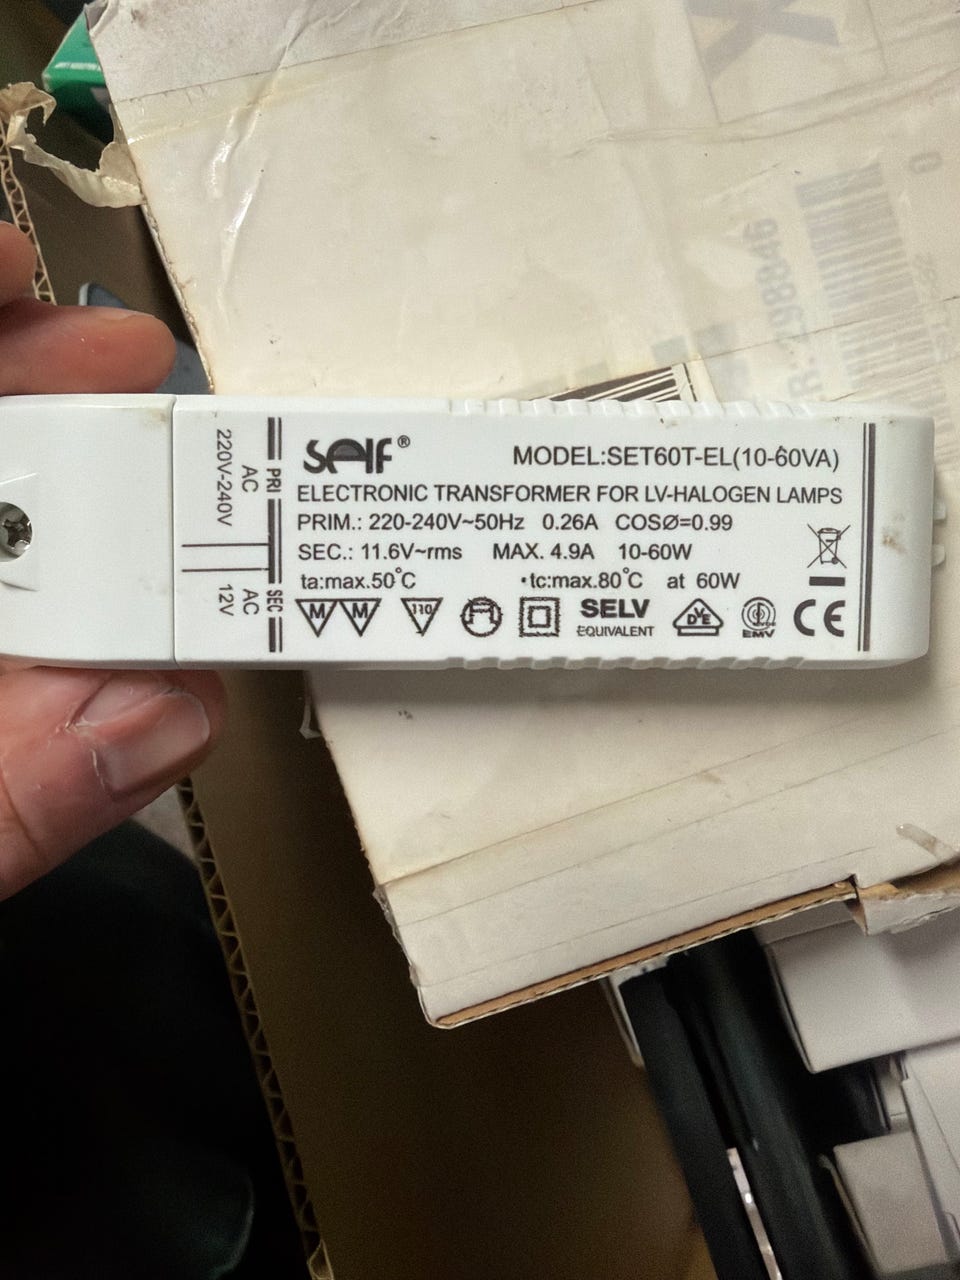 SELF®
MODEL:SET60T-EL(10-60VA)
ELECTRONIC TRANSFORMER FOR LV-HALOGEN LAMPS
PRIM.: 220-240V~50Hz 0.26A COSØ=0.99
SEC.: 11.6V~rms MAX. 4.9A 10-60W
ta:max.50°C •tc:max.80°C at 60W
M M 110 SELV
EQUIVALENT
DVE
EMV
CE
PRI
AC
220V-240V
SEC
AC
12V
X